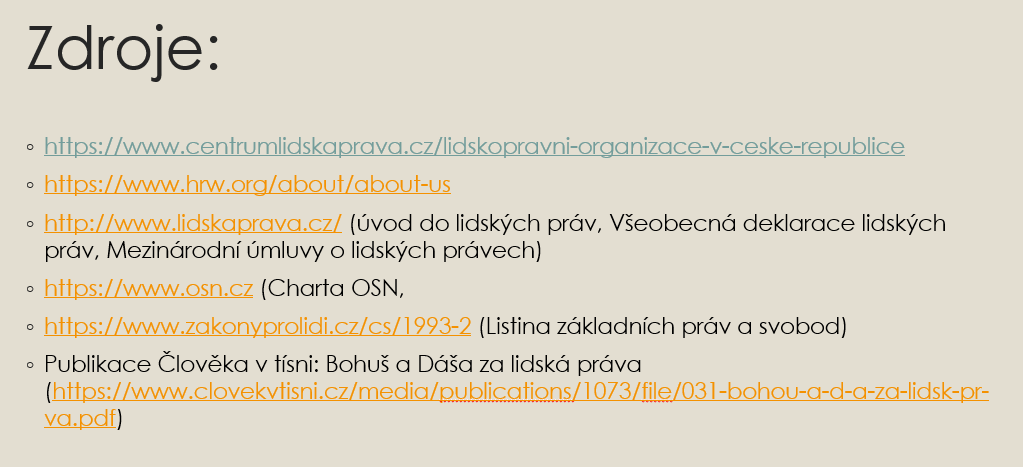 Zdroje:
◦ https://www.centrumlidskaprava.cz/lidskopravni-organizace-v-ceske-republice
◦ https://www.hrw.org/about/about-us
◦ http://www.lidskaprava.cz/ (úvod do lidských práv, Všeobecná deklarace lidských
práv, Mezinárodní úmluvy o lidských právech)
◦ https://www.osn.cz (Charta OSN,
◦ https://www.zakonyprolidi.cz/cs/1993-2 (Listina základních práv a svobod)
◦ Publikace Člověka v tísni: Bohuš a Dáša za lidská práva
(https://www.clovekvtisni.cz/media/publications/1073/file/031-bohou-a-d-a-za-lidsk-pr-
va.pdf)